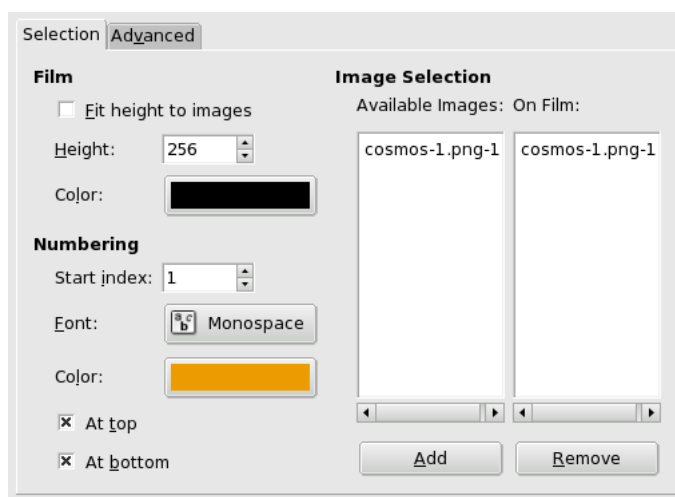 Selection Advanced
Film
Fit height to images
Height: 256
Color:
Numbering
Start index: 1
Font: abc Monospace
Color:
At top
At bottom
Image Selection
Available Images: On Film:
cosmos-1.png-1 cosmos-1.png-1
Add Remove